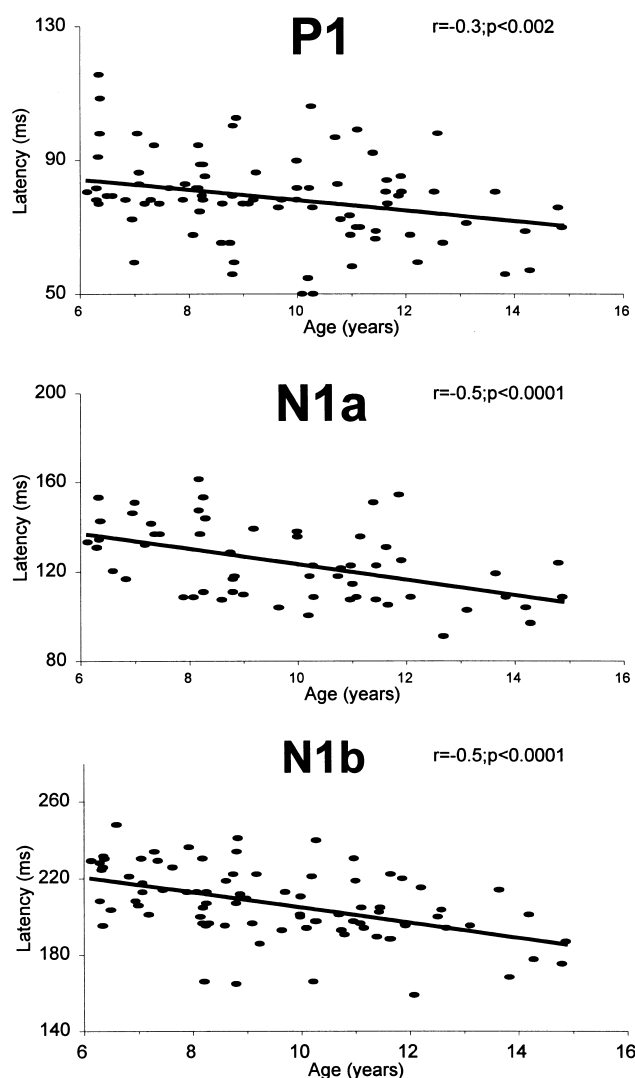 130
P1
r=-0.3;p<0.002
90
Latency (ms)
50
6 8 10 12 14 16
Age (years)
200
N1a
r=-0.5;p<0.0001
160
Latency (ms)
120
80
6 8 10 12 14 16
Age (years)
N1b
r=-0.5;p<0.0001
260
220
Latency (ms)
180
140
6 8 10 12 14 16
Age (years)